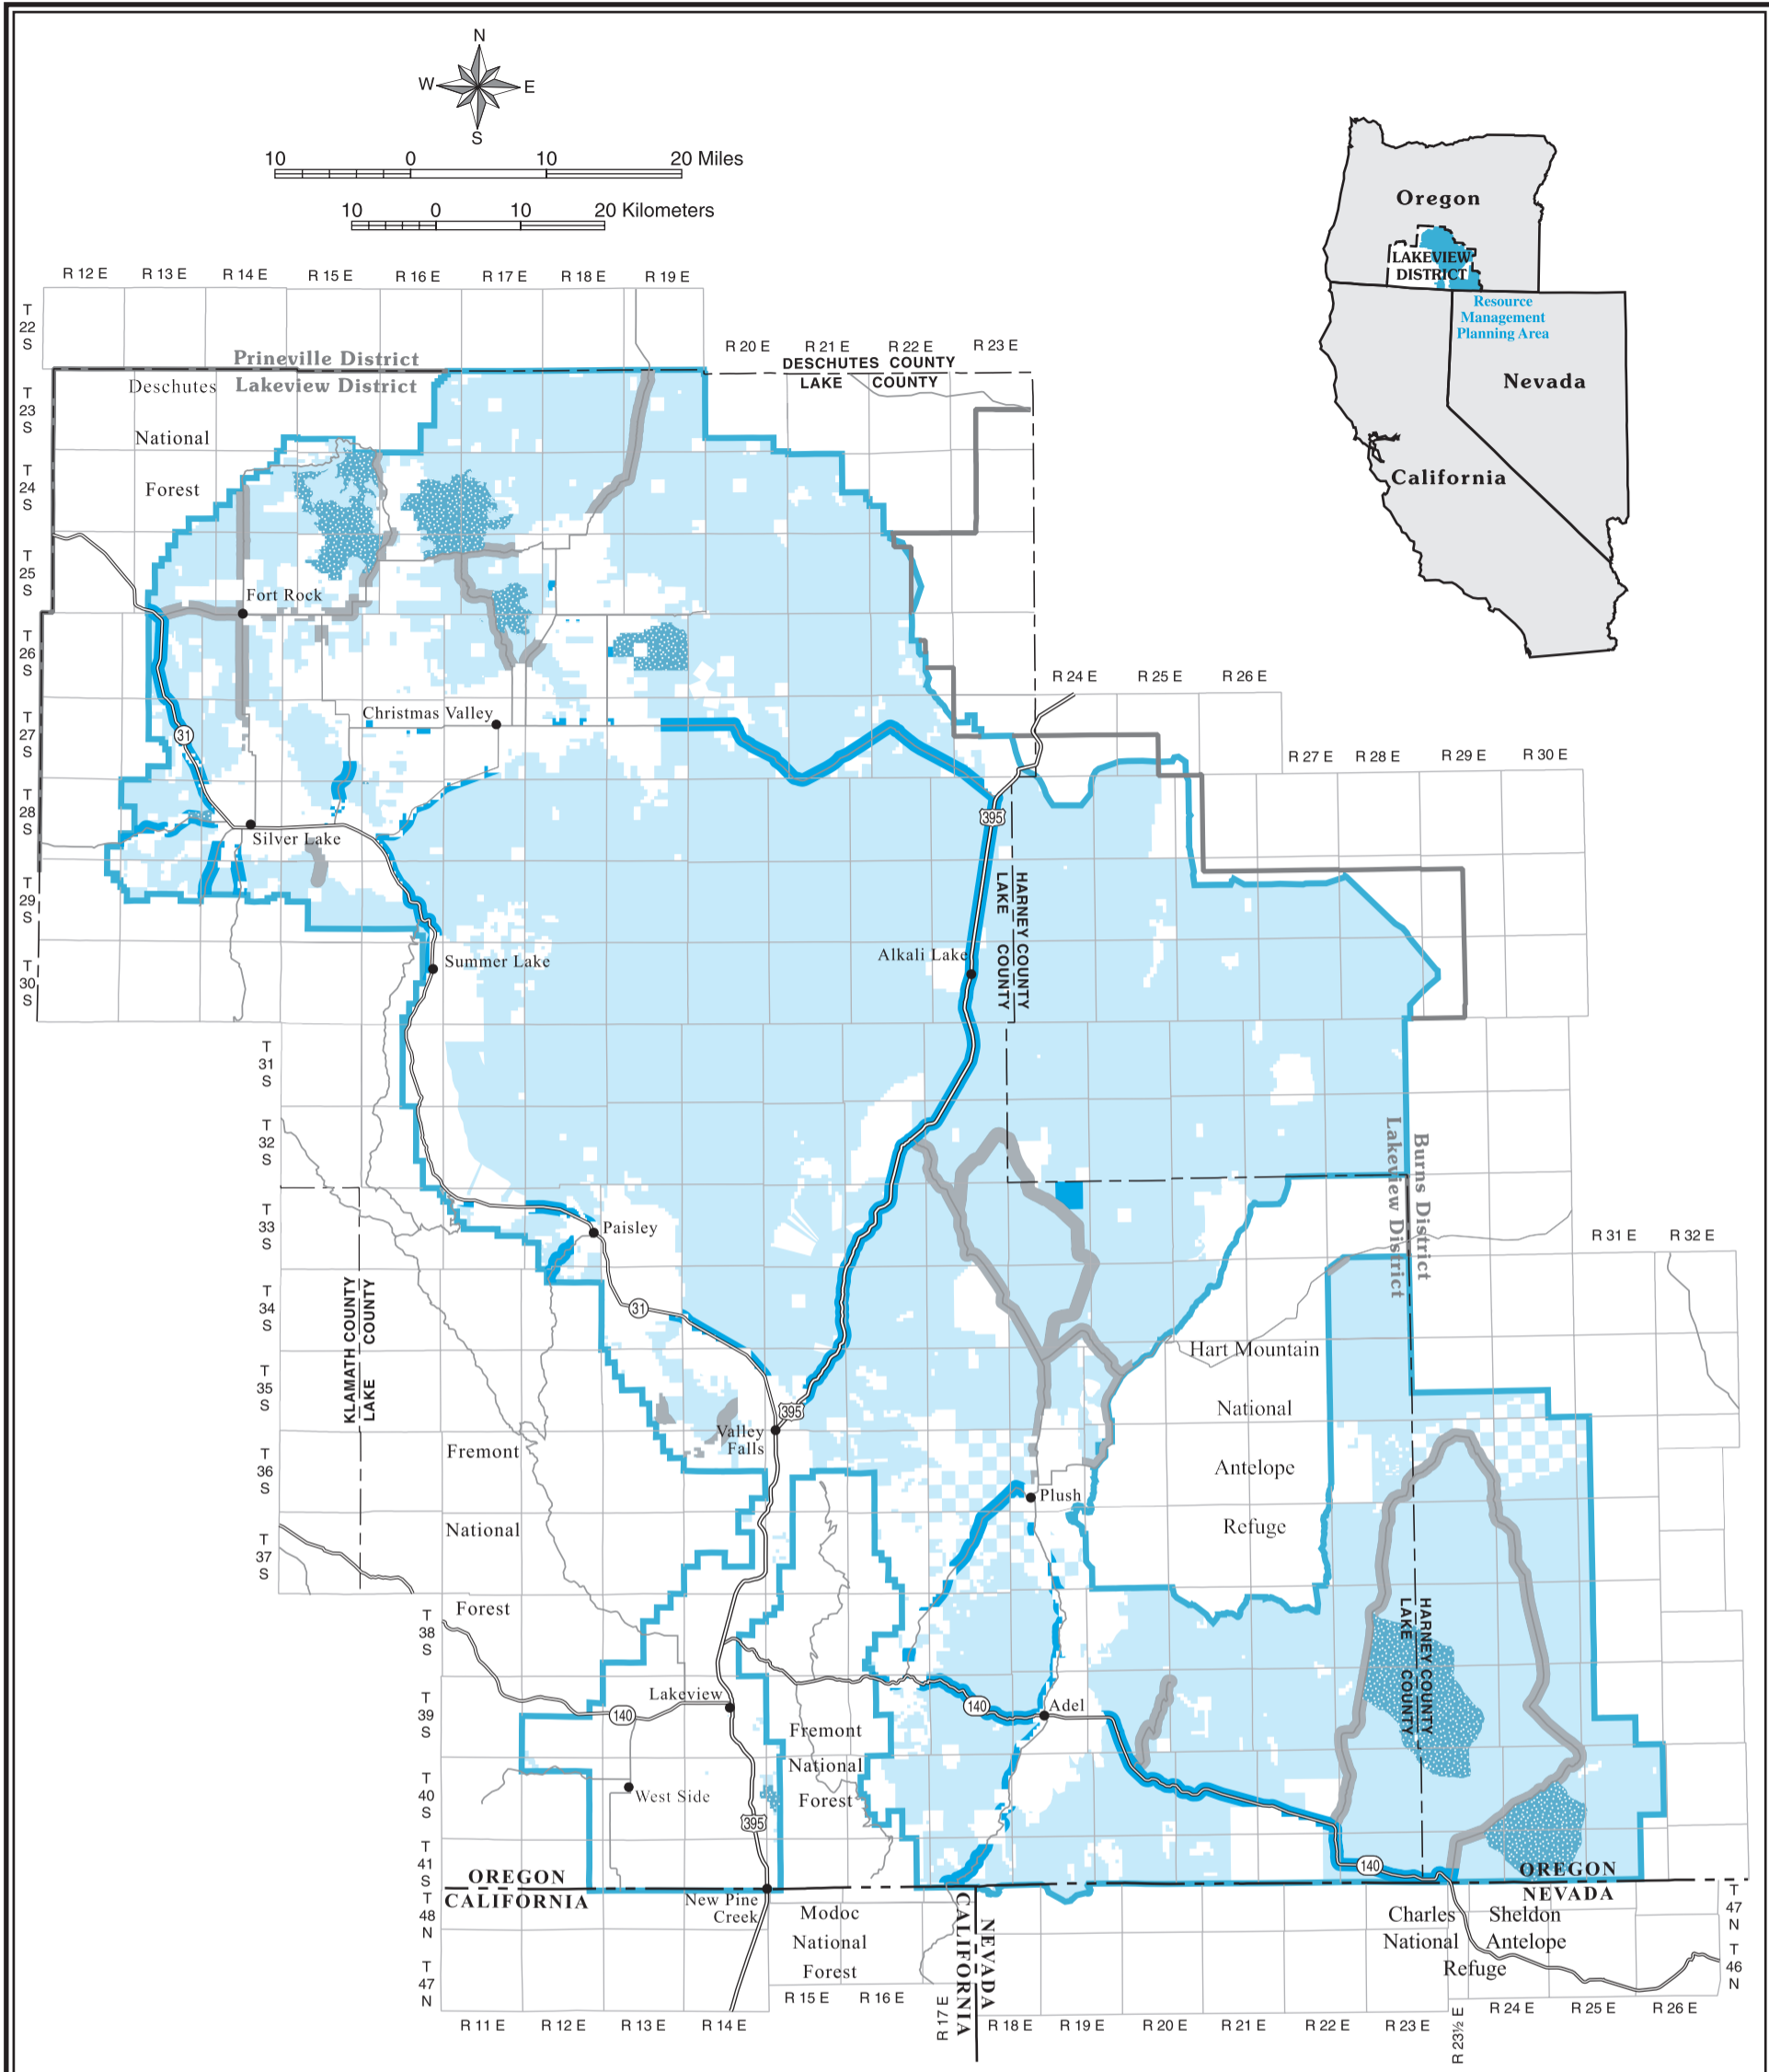 N
W
E
S
10 0 10 20 Miles
10 0 10 20 Kilometers
Oregon
LAKEVIEW
DISTRICT
Resource
Management
Planning Area
Nevada
California
R 12 E R 13 E R 14 E R 15 E R 16 E R 17 E R 18 E R 19 E
R 20 E R 21 E R 22 E R 23 E
T
22
S
Prineville District
Lakeview District
DESCHUTES COUNTY
LAKE COUNTY
Deschutes
National
Forest
T
23
S
T
24
S
T
25
S
Fort Rock
T
26
S
R 24 E R 25 E R 26 E
Christmas Valley
T
27
S
31
R 27 E R 28 E R 29 E R 30 E
T
28
S
Silver Lake
395
T
29
S
HARNEY COUNTY
LAKE COUNTY
Alkali Lake
Summer Lake
T
30
S
T
31
S
T
32
S
Burns District
Lakeview District
T
33
S
Paisley
R 31 E R 32 E
KLAMATH COUNTY
LAKE COUNTY
T
34
S
31
Hart Mountain
National
Antelope
Refuge
T
35
S
395
Valley
Falls
Fremont
National
Forest
T
36
S
Plush
T
37
S
T
38
S
HARNEY COUNTY
LAKE COUNTY
Lakeview
T
39
S
140
140
Adel
Fremont
National
Forest
T
40
S
West Side
395
T
41
S
140
OREGON
CALIFORNIA
OREGON
NEVADA
New Pine
Creek
T
48
N
Modoc
National
Forest
CALIFORNIA
NEVADA
Charles Sheldon
National Antelope
Refuge
T
47
N
T
46
N
T
47
N
R 15 E R 16 E
R 17 E
R 11 E R 12 E R 13 E R 14 E
R 18 E R 19 E R 20 E R 21 E R 22 E R 23 E
R 23½ E
R 24 E R 25 E R 26 E